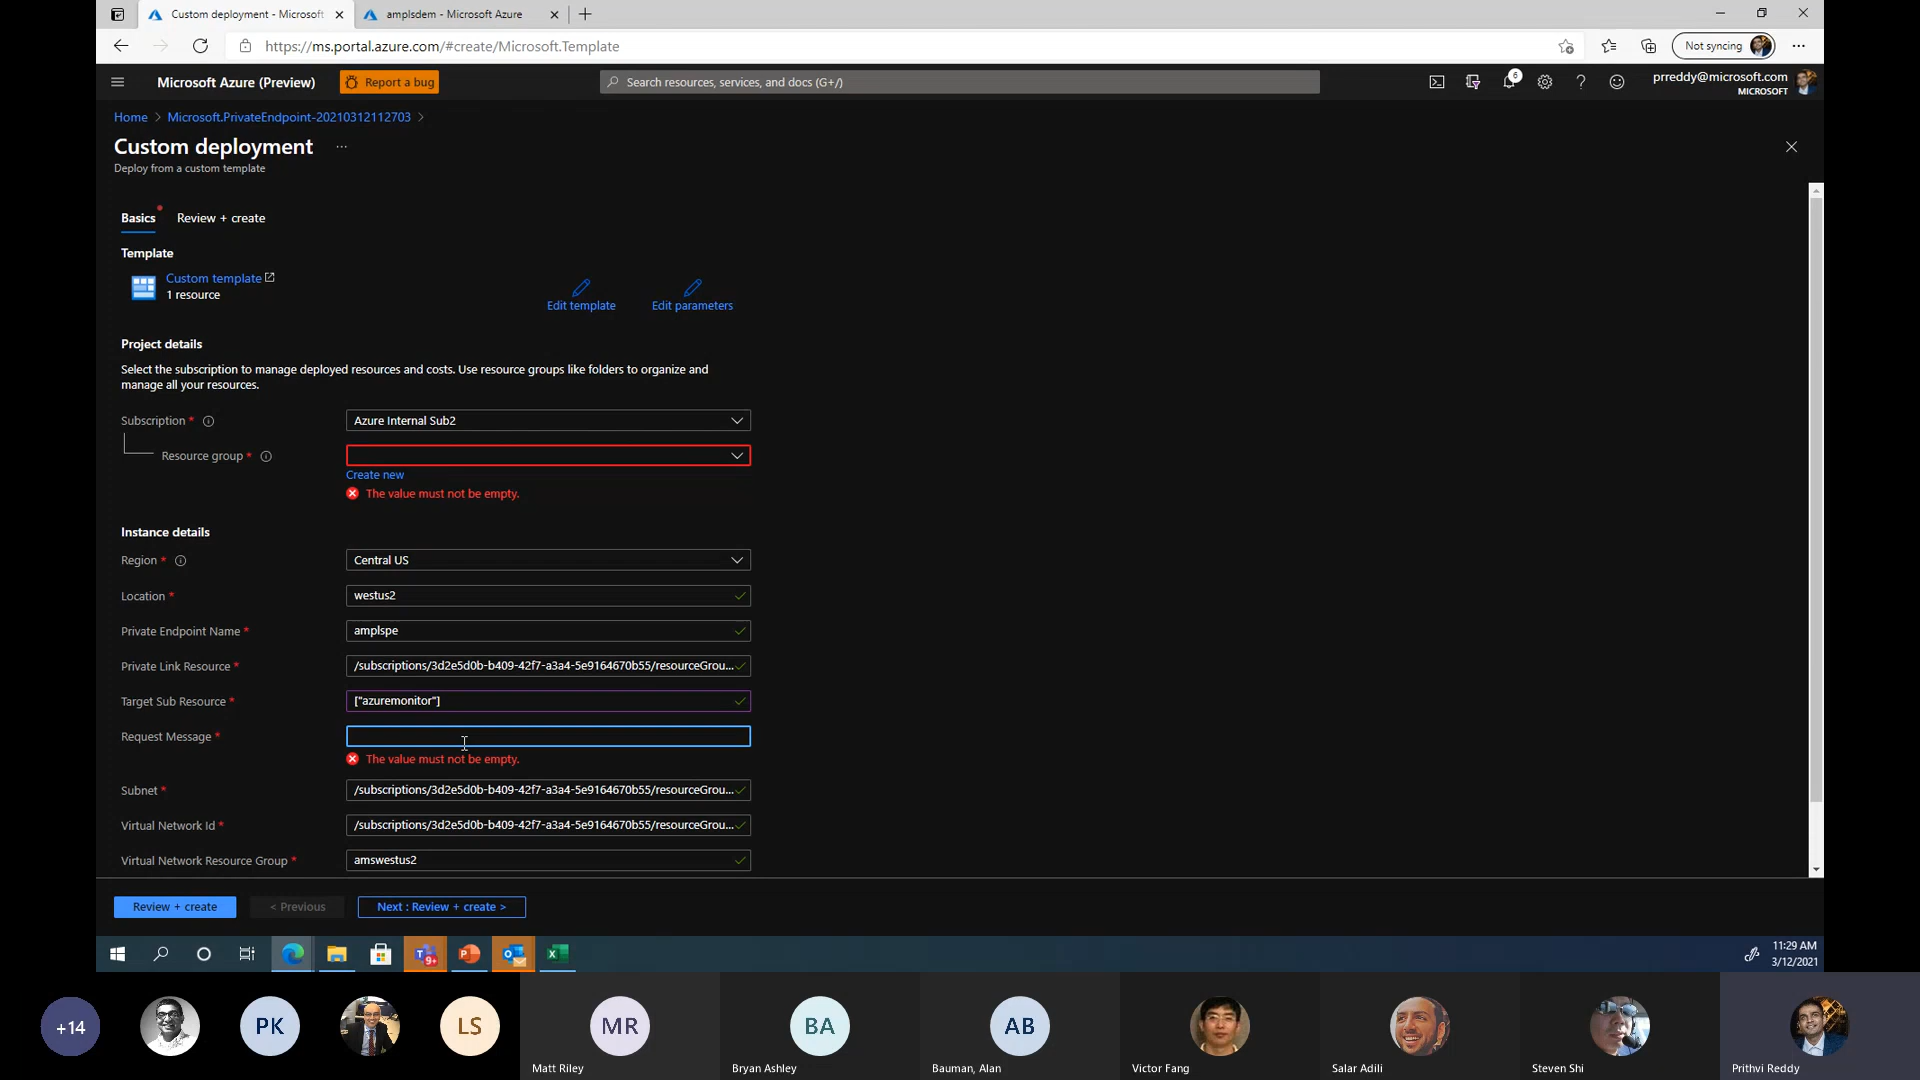 Custom deployment - Microsoft
amplsdem - Microsoft Azure
https://ms.portal.azure.com/#create/Microsoft.Template
Not syncing
Microsoft Azure (Preview)
Report a bug
Search resources, services, and docs (G+/)
6
prreddy@microsoft.com
MICROSOFT
Home > Microsoft.PrivateEndpoint-20210312112703 >
Custom deployment ...
Deploy from a custom template
Basics * Review + create
Template
Custom template
1 resource
Edit template
Edit parameters
Project details
Select the subscription to manage deployed resources and costs. Use resource groups like folders to organize and
manage all your resources.
Subscription * Azure Internal Sub2
Resource group *
Create new
The value must not be empty.
Instance details
Region * Central US
Location * westus2
Private Endpoint Name * amplspe
Private Link Resource * /subscriptions/3d2e5d0b-b409-42f7-a3a4-5e9164670b55/resourceGrou...
Target Sub Resource * ["azuremonitor"]
Request Message *
The value must not be empty.
Subnet * /subscriptions/3d2e5d0b-b409-42f7-a3a4-5e9164670b55/resourceGrou...
Virtual Network Id * /subscriptions/3d2e5d0b-b409-42f7-a3a4-5e9164670b55/resourceGrou...
Virtual Network Resource Group * amswestus2
Review + create
< Previous
Next : Review + create >
9+
11:29 AM
3/12/2021
+14
PK
LS
MR
BA
AB
Matt Riley
Bryan Ashley
Bauman, Alan
Victor Fang
Salar Adili
Steven Shi
Prithvi Reddy